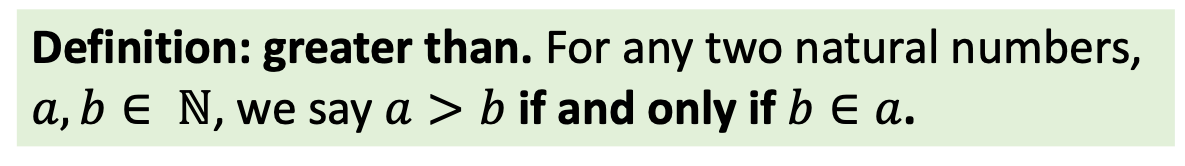 Definition: greater than. For any two natural numbers,
𝑎, 𝑏 ∈ ℕ, we say 𝑎 > 𝑏 if and only if 𝑏 ∈ 𝑎.